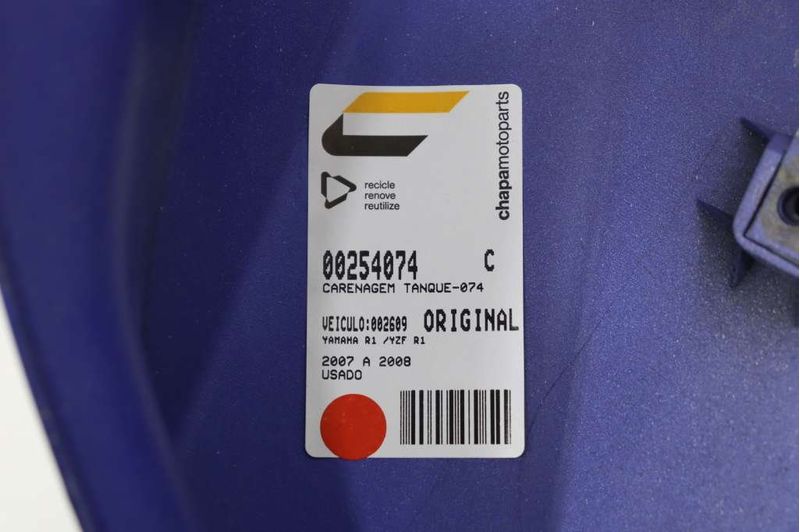 chapamotoparts
recicle
renove
reutilize
00254074 C
CARENAGEM TANQUE-074
VEICULO:002609 ORIGINAL
YAMAHA R1 /YZF R1
2007 A 2008
USADO